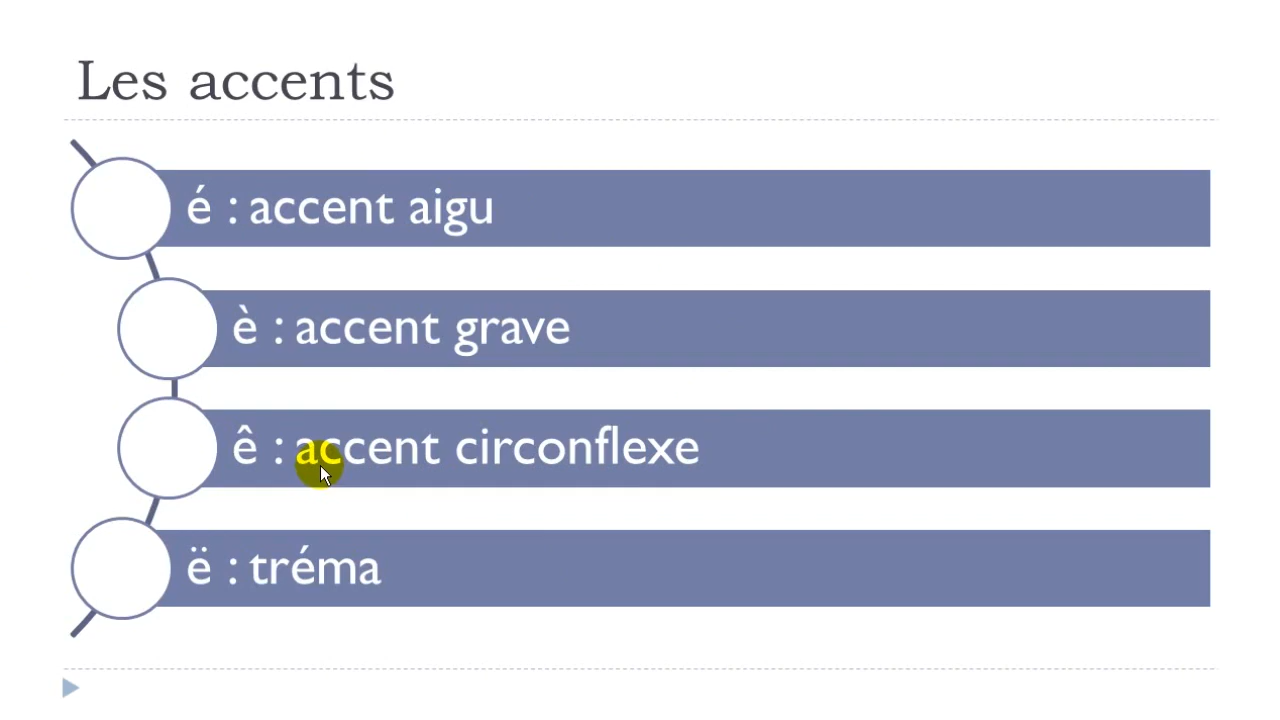 Les accents
é : accent aigu
è : accent grave
ê : accent circonflexe
ë : tréma